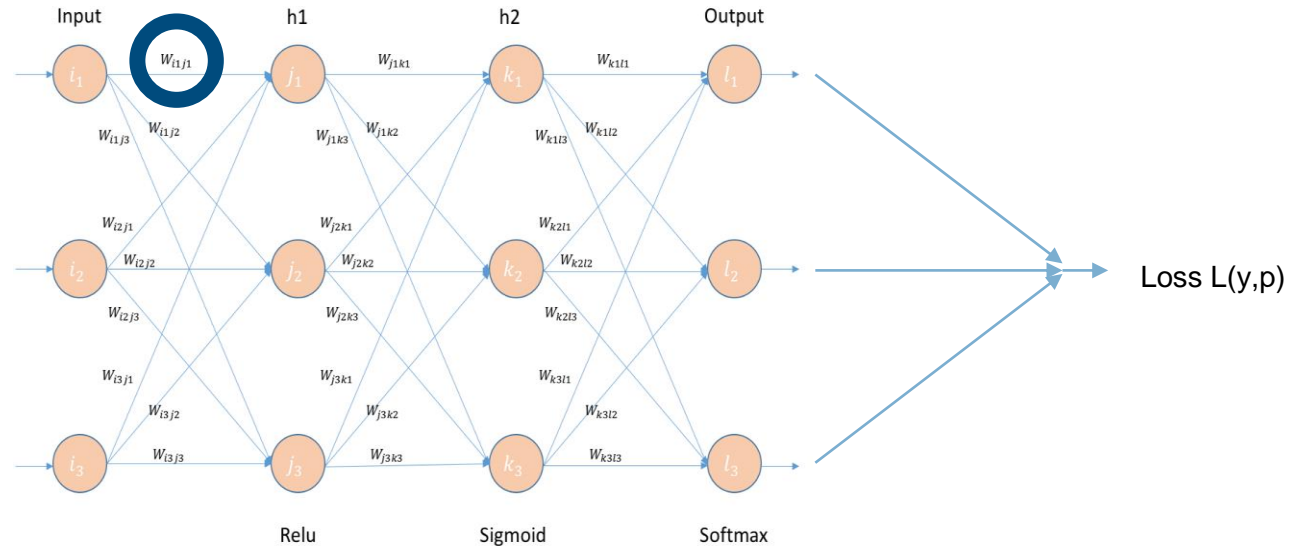 Input
h1
h2
Output
W_{i1j1}
W_{j1k1}
W_{k1l1}
i_1
j_1
k_1
l_1
W_{i1j3}
W_{i1j2}
W_{j1k3}
W_{j1k2}
W_{k1l3}
W_{k1l2}
W_{i2j1}
W_{j2k1}
W_{k2l1}
i_2
W_{i2j2}
j_2
W_{j2k2}
k_2
W_{k2l2}
l_2
Loss L(y,p)
W_{i2j3}
W_{j2k3}
W_{k2l3}
W_{i3j1}
W_{j3k1}
W_{k3l1}
W_{i3j2}
W_{j3k2}
W_{k3l2}
i_3
W_{i3j3}
j_3
W_{j3k3}
k_3
W_{k3l3}
l_3
Relu
Sigmoid
Softmax